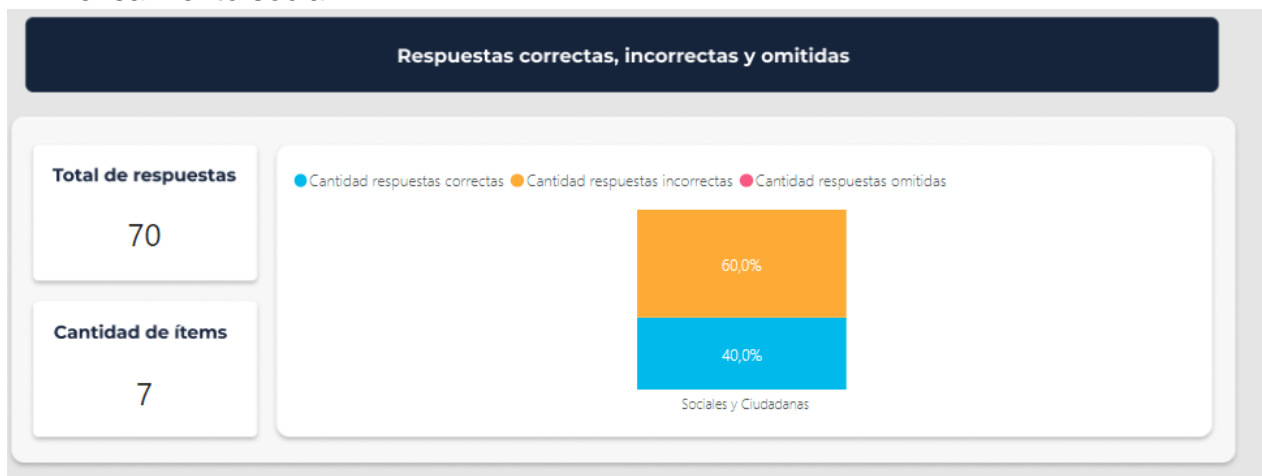 Respuestas correctas, incorrectas y omitidas
Total de respuestas
70
Cantidad de ítems
7
Cantidad respuestas correctas Cantidad respuestas incorrectas Cantidad respuestas omitidas
60,0%
40,0%
Sociales y Ciudadanas